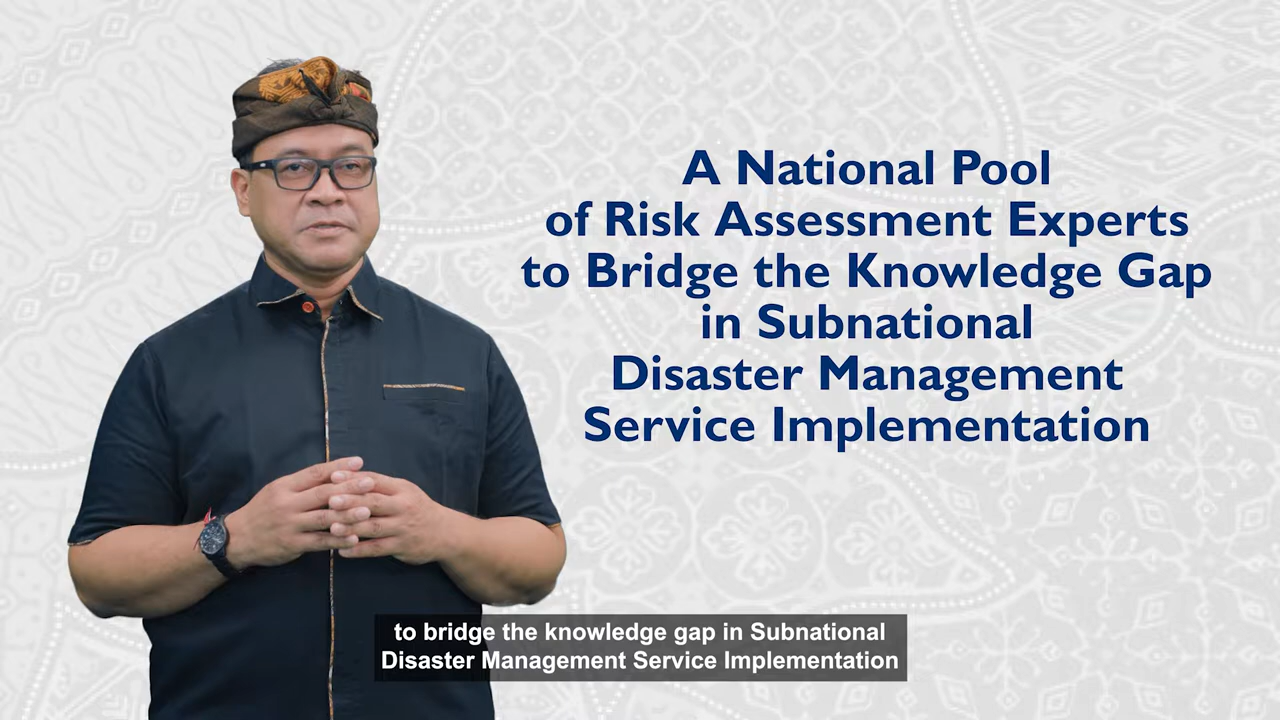 A National Pool
of Risk Assessment Experts
to Bridge the Knowledge Gap
in Subnational
Disaster Management
Service Implementation
to bridge the knowledge gap in Subnational
Disaster Management Service Implementation